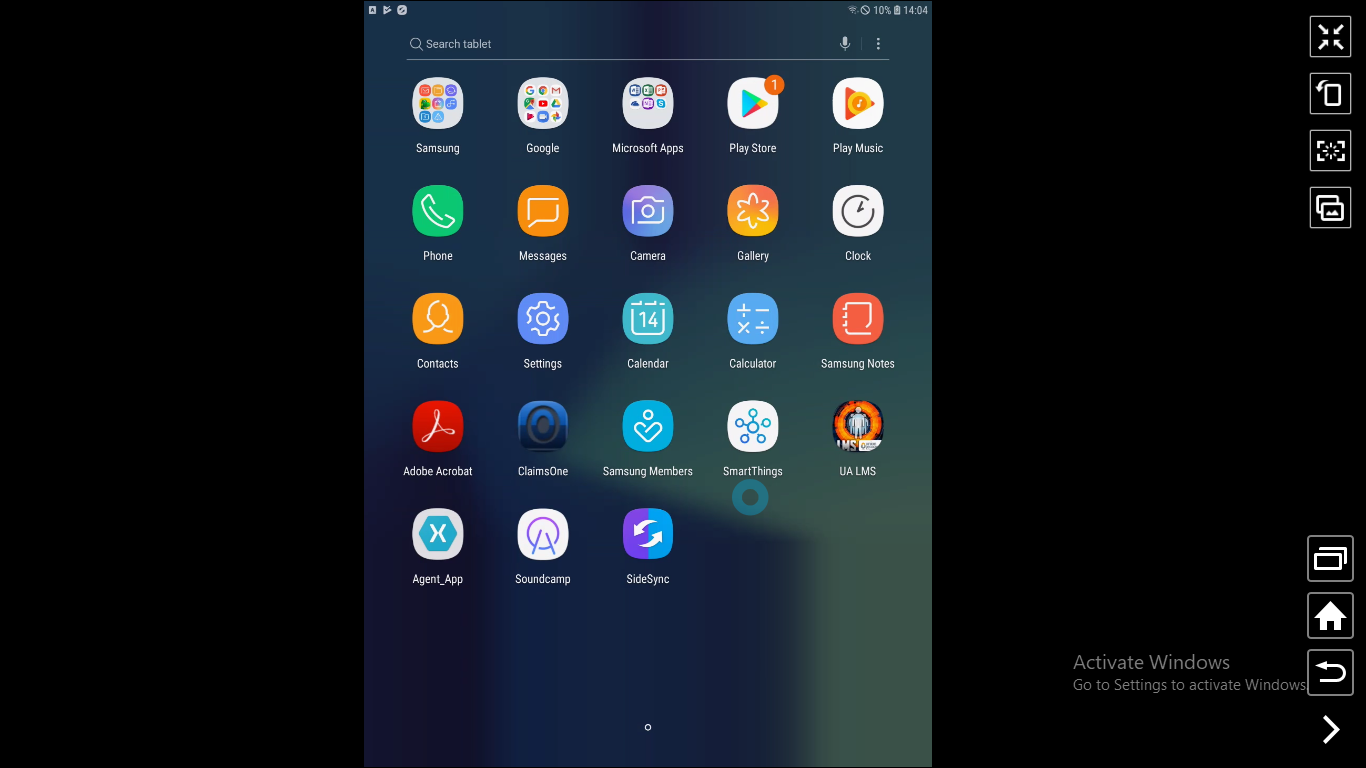 10% 14:04
Search tablet
1
Samsung Google Microsoft Apps Play Store Play Music
Phone Messages Camera Gallery Clock
14
Contacts Settings Calendar Calculator Samsung Notes
LMS
Adobe Acrobat ClaimsOne Samsung Members SmartThings UA LMS
X
Agent_App Soundcamp SideSync
Activate Windows
Go to Settings to activate Windows